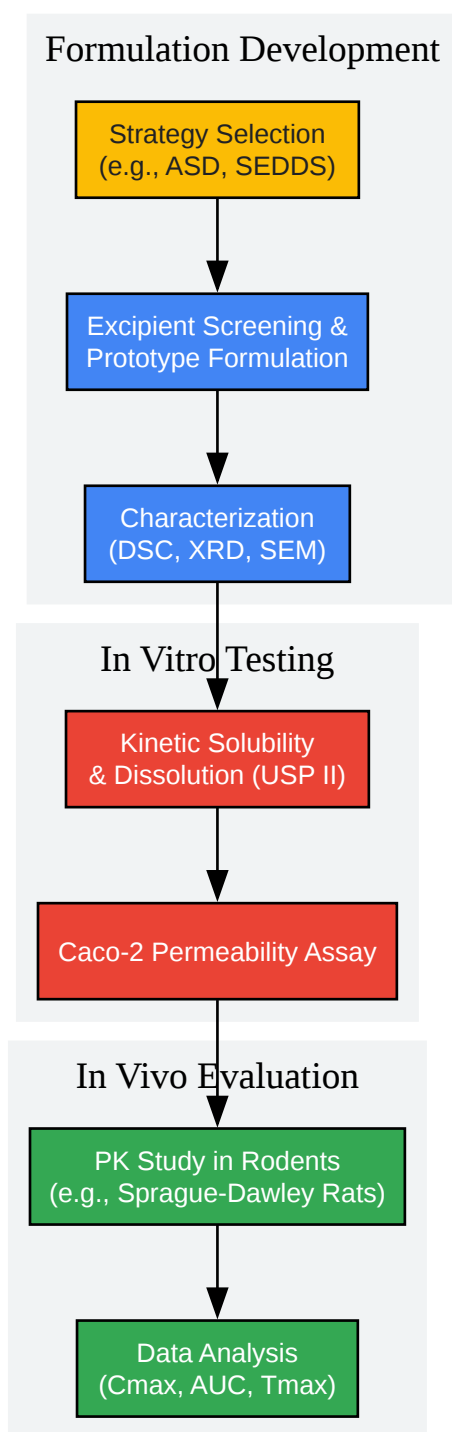 Formulation Development
Strategy Selection
(e.g., ASD, SEDDS)
Excipient Screening &
Prototype Formulation
Characterization
(DSC, XRD, SEM)
In Vitro Testing
Kinetic Solubility
& Dissolution (USP II)
Caco-2 Permeability Assay
In Vivo Evaluation
PK Study in Rodents
(e.g., Sprague-Dawley Rats)
Data Analysis
(Cmax, AUC, Tmax)